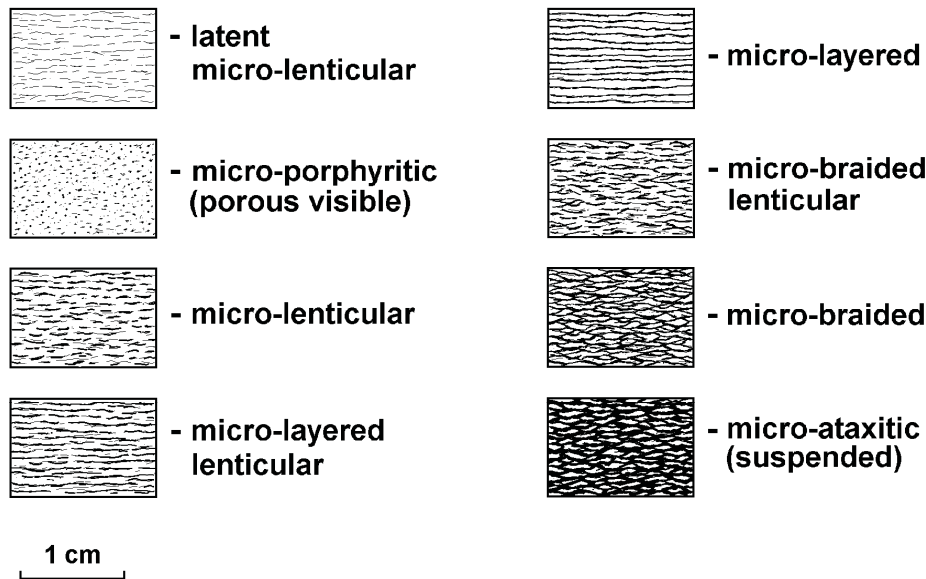 - latent
micro-lenticular
- micro-porphyritic
(porous visible)
- micro-lenticular
- micro-layered
lenticular
- micro-layered
- micro-braided
lenticular
- micro-braided
- micro-ataxitic
(suspended)
1 cm